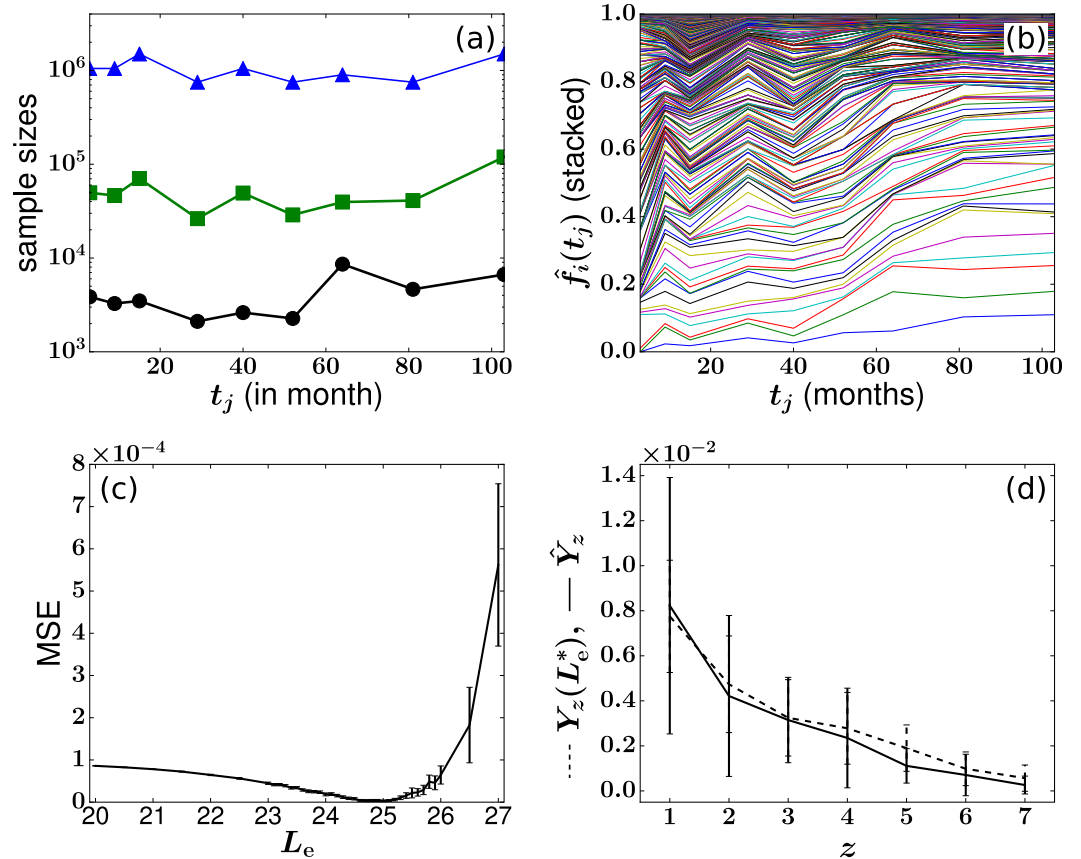 (a)
sample sizes
10^6
10^5
10^4
10^3
20 40 60 80 100
t_j (in month)
(b)
f̂_i(t_j) (stacked)
1.0
0.8
0.6
0.4
0.2
0.0
20 40 60 80 100
t_j (months)
(c)
×10^−4
MSE
8
7
6
5
4
3
2
1
0
20 21 22 23 24 25 26 27
L_e
(d)
×10^−2
Y_z(L_e^*), — Ŷ_z
1.4
1.2
1.0
0.8
0.6
0.4
0.2
0.0
1 2 3 4 5 6 7
z